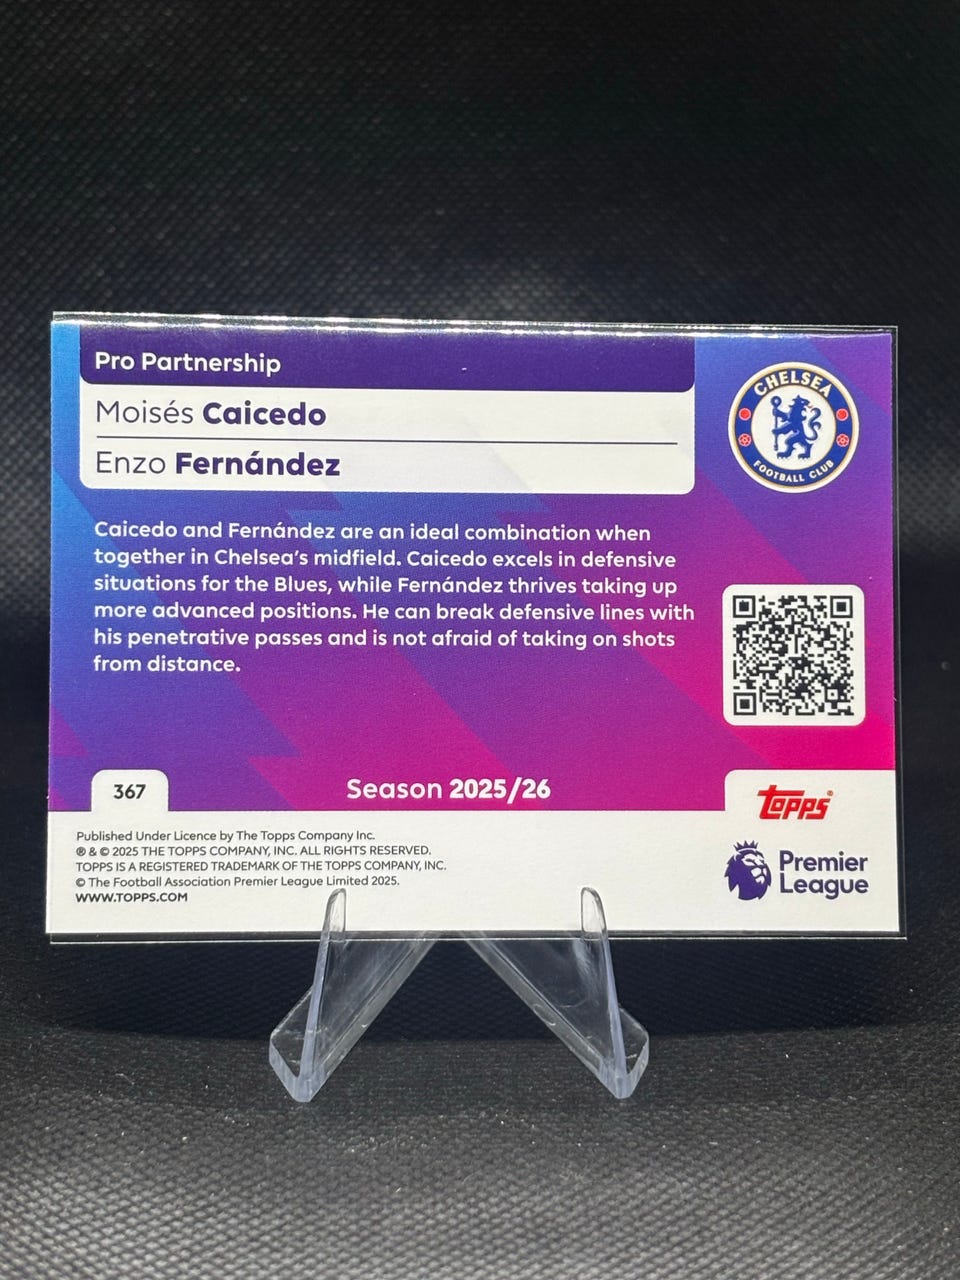 Pro Partnership
Moisés Caicedo
Enzo Fernández
CHELSEA
FOOTBALL CLUB
Caicedo and Fernández are an ideal combination when
together in Chelsea's midfield. Caicedo excels in defensive
situations for the Blues, while Fernández thrives taking up
more advanced positions. He can break defensive lines with
his penetrative passes and is not afraid of taking on shots
from distance.
367
Season 2025/26
Topps®
Published Under Licence by The Topps Company Inc.
® & © 2025 THE TOPPS COMPANY, INC. ALL RIGHTS RESERVED.
TOPPS IS A REGISTERED TRADEMARK OF THE TOPPS COMPANY, INC.
© The Football Association Premier League Limited 2025.
WWW.TOPPS.COM
Premier
League